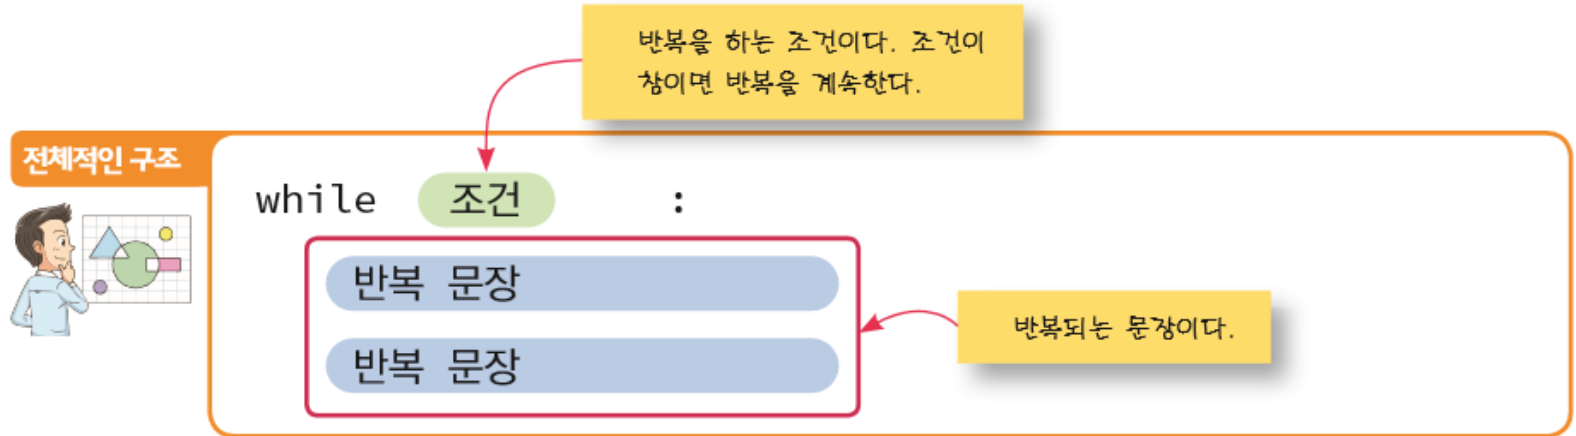 반복을 하는 조건이다. 조건이
참이면 반복을 계속한다.
전체적인 구조
while 조건 :
반복 문장
반복 문장
반복되는 문장이다.